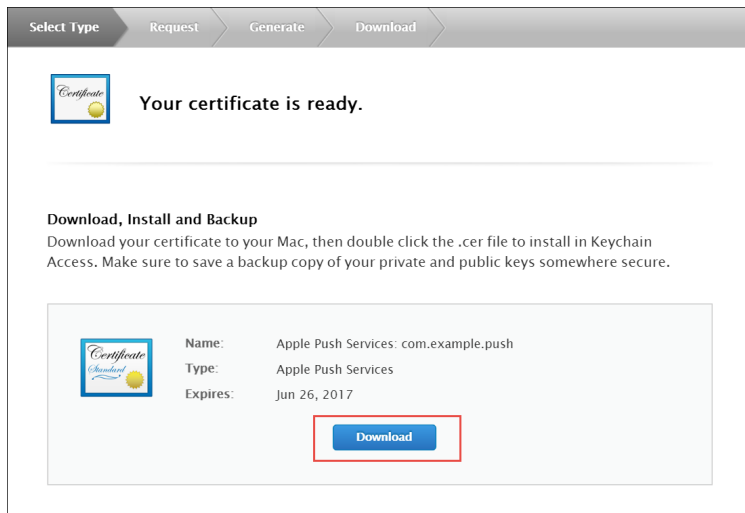 Select Type Request Generate Download
Certificate
Your certificate is ready.
Download, Install and Backup
Download your certificate to your Mac, then double click the .cer file to install in Keychain
Access. Make sure to save a backup copy of your private and public keys somewhere secure.
Certificate
Standard
Name: Apple Push Services: com.example.push
Type: Apple Push Services
Expires: Jun 26, 2017
Download